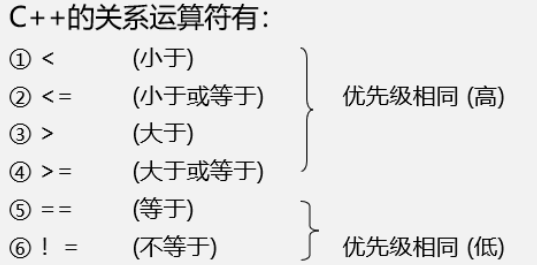 C++的关系运算符有：
① < (小于)
② <= (小于或等于) 优先级相同 (高)
③ > (大于)
④ >= (大于或等于)
⑤ == (等于)
⑥ ! = (不等于) 优先级相同 (低)